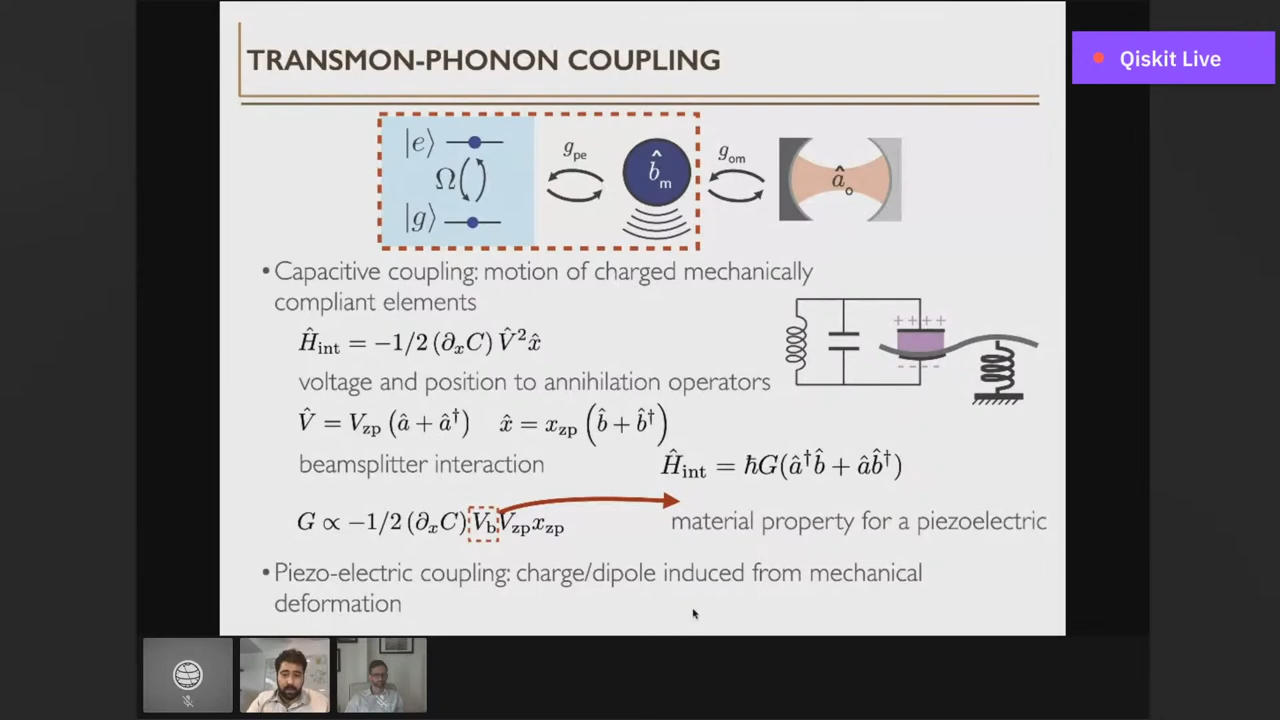 TRANSMON-PHONON COUPLING
Qiskit Live
|e⟩
Ω
|g⟩
g_pe
b̂_m
g_om
â_o
•Capacitive coupling: motion of charged mechanically
compliant elements
Ĥ_int = −1/2 (∂_x C) V̂² x̂
++++
----
voltage and position to annihilation operators
V̂ = V_zp (â + â†) x̂ = x_zp (b̂ + b̂†)
beamsplitter interaction
Ĥ_int = ħG(â†b̂ + âb̂†)
G ∝ −1/2 (∂_x C) V_b V_zp x_zp
material property for a piezoelectric
•Piezo-electric coupling: charge/dipole induced from mechanical
deformation